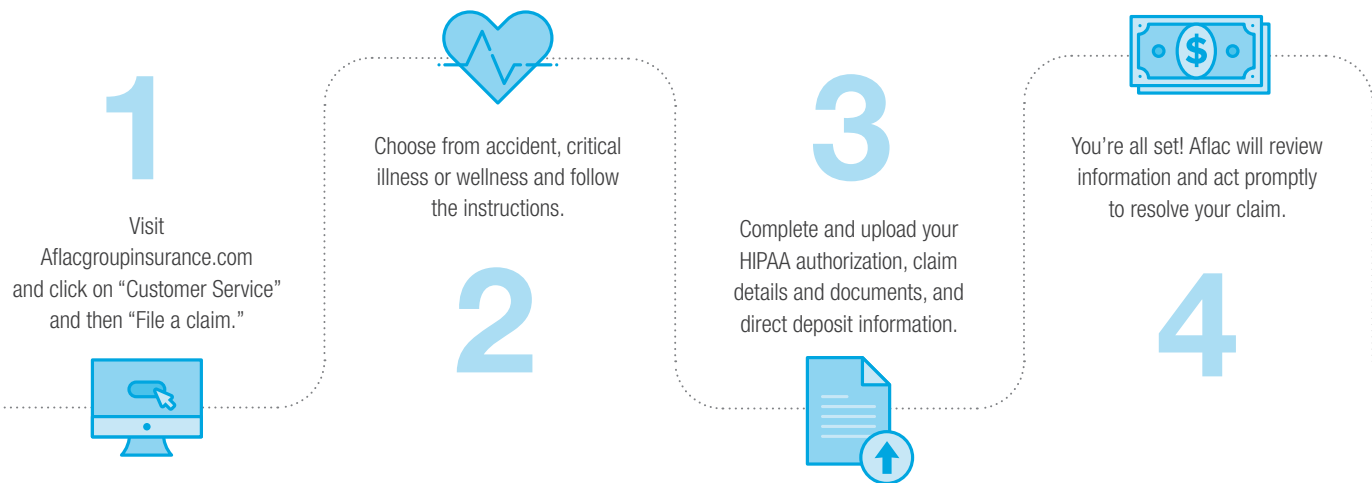 1
Visit
Aflacgroupinsurance.com
and click on “Customer Service”
and then “File a claim.”
Choose from accident, critical
illness or wellness and follow
the instructions.
2
3
Complete and upload your
HIPAA authorization, claim
details and documents, and
direct deposit information.
$
You’re all set! Aflac will review
information and act promptly
to resolve your claim.
4